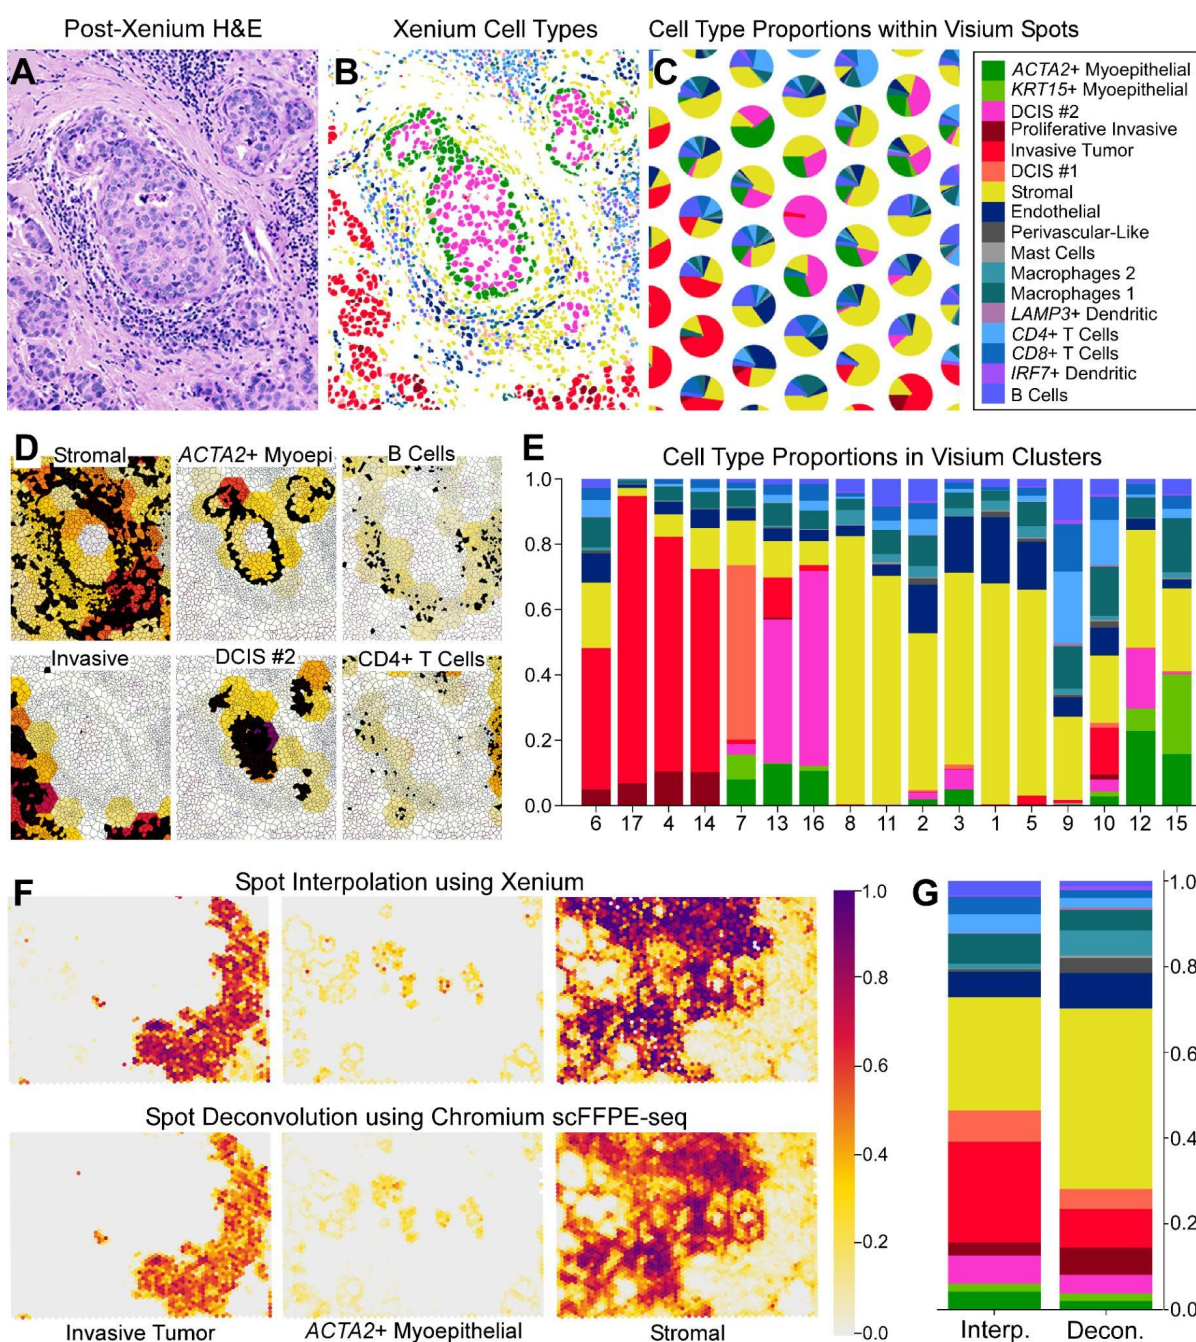 Post-Xenium H&E
Xenium Cell Types
Cell Type Proportions within Visium Spots
A
B
C
ACTA2+ Myoepithelial
KRT15+ Myoepithelial
DCIS #2
Proliferative Invasive
Invasive Tumor
DCIS #1
Stromal
Endothelial
Perivascular-Like
Mast Cells
Macrophages 2
Macrophages 1
LAMP3+ Dendritic
CD4+ T Cells
CD8+ T Cells
IRF7+ Dendritic
B Cells
D
Stromal
ACTA2+ Myoepi
B Cells
Invasive
DCIS #2
CD4+ T Cells
E
Cell Type Proportions in Visium Clusters
1.0
0.8
0.6
0.4
0.2
0.0
6 17 4 14 7 13 16 8 11 2 3 1 5 9 10 12 15
F
Spot Interpolation using Xenium
Spot Deconvolution using Chromium scFFPE-seq
Invasive Tumor
ACTA2+ Myoepithelial
Stromal
1.0
0.8
0.6
0.4
0.2
0.0
G
1.0
0.8
0.6
0.4
0.2
0.0
Interp. Decon.